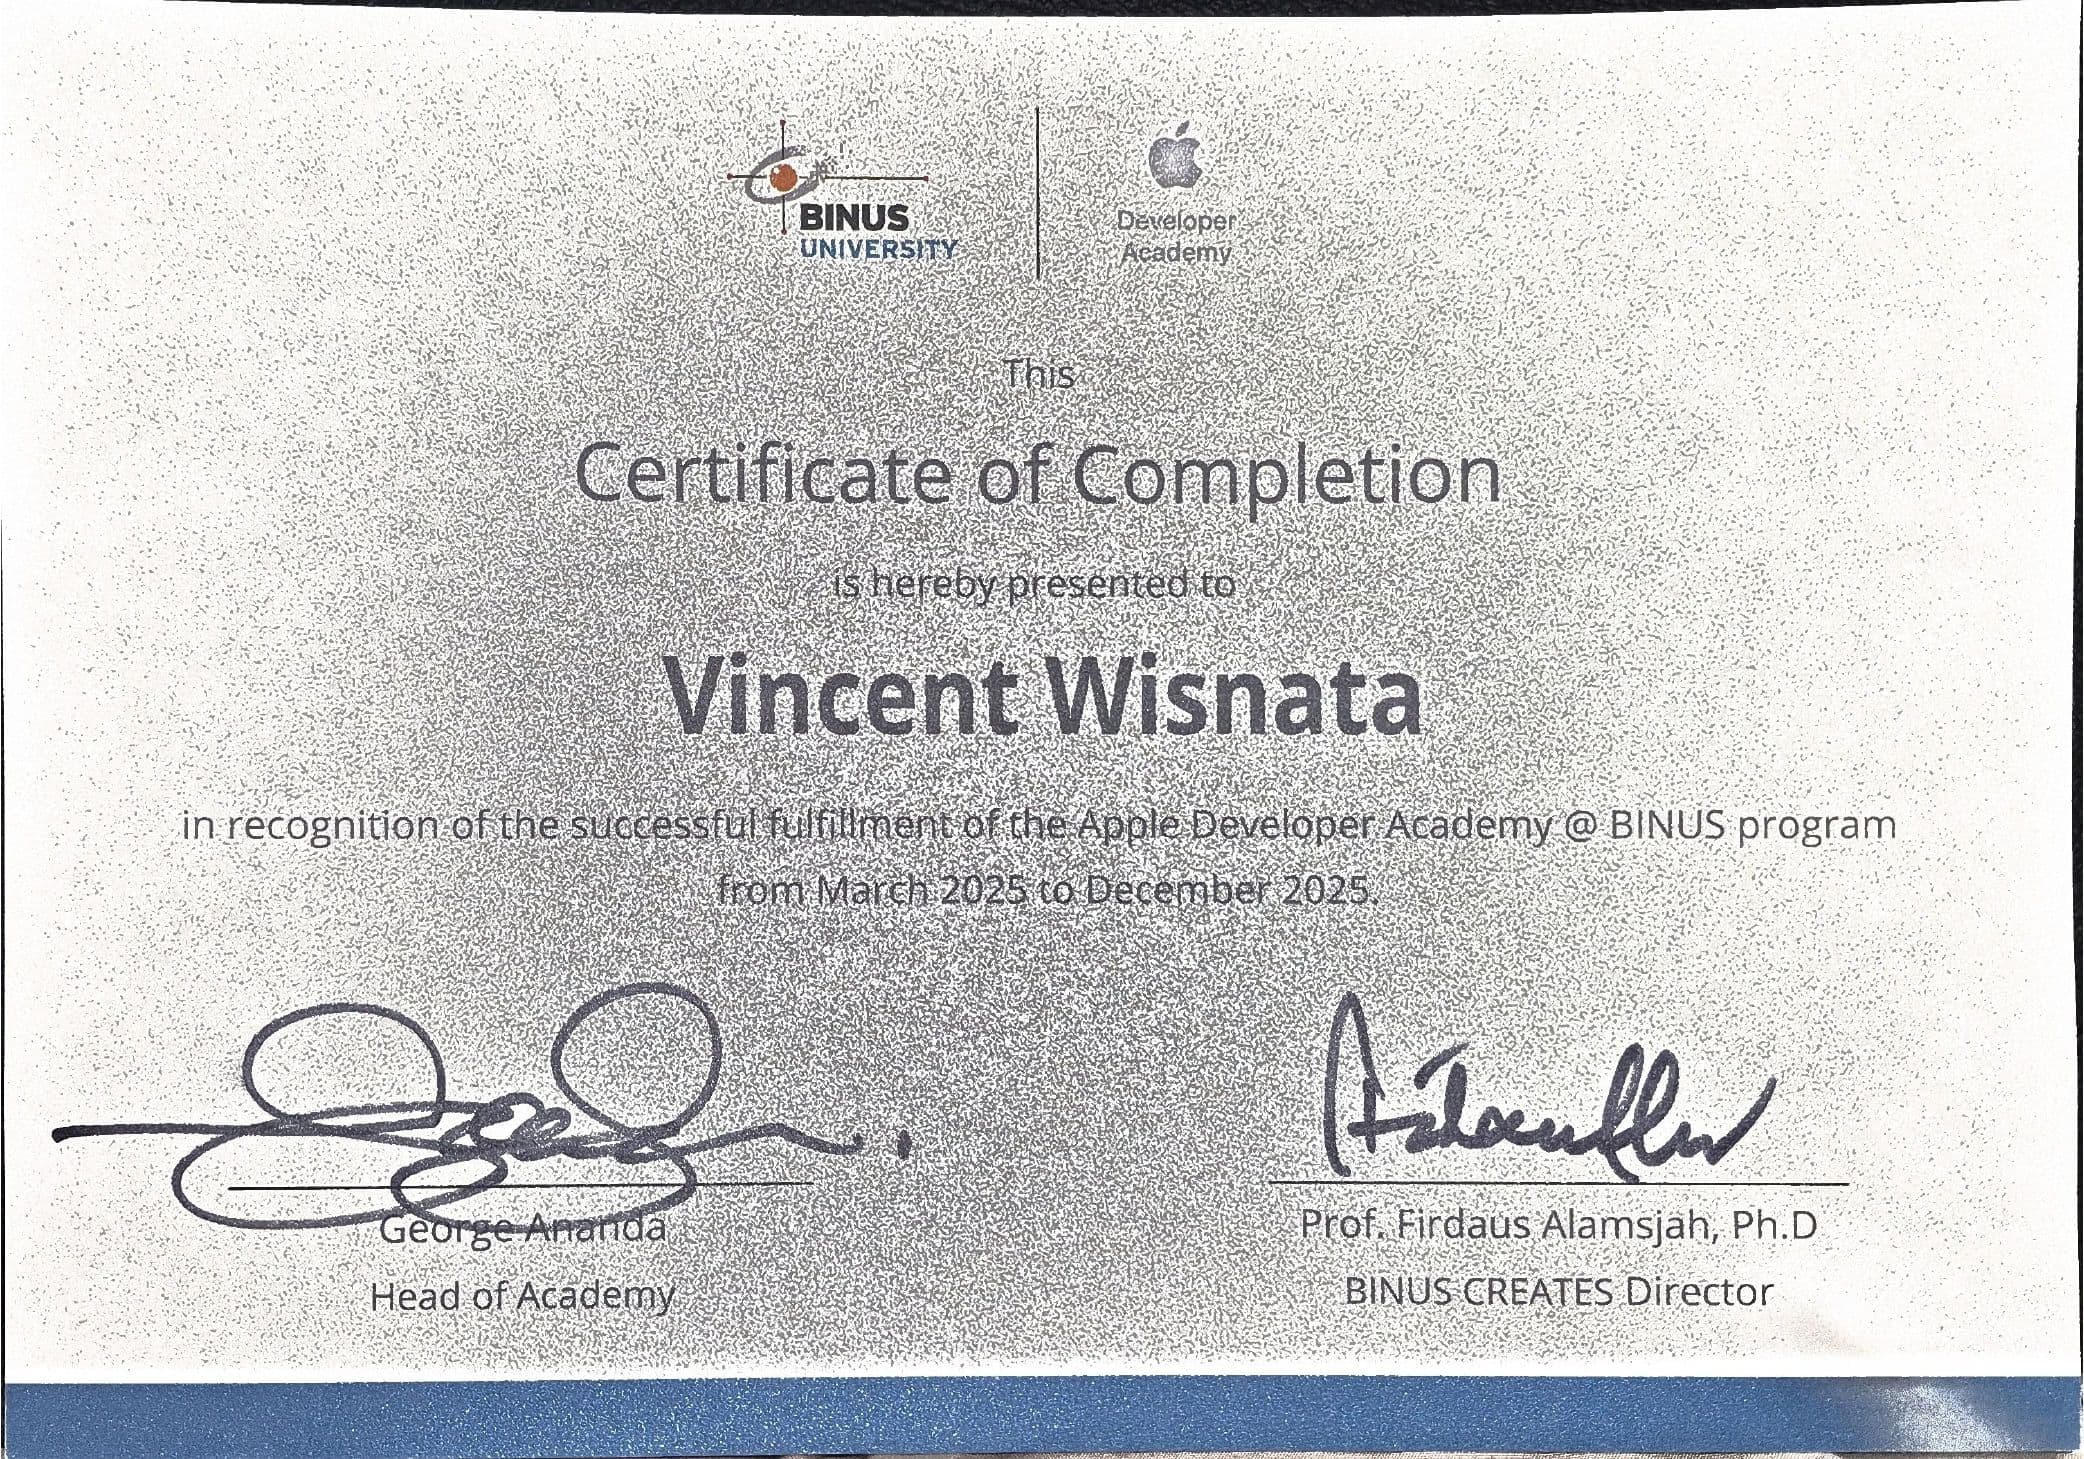 BINUS
UNIVERSITY
Developer
Academy
This
Certificate of Completion
is hereby presented to
Vincent Wisnata
in recognition of the successful fulfillment of the Apple Developer Academy @ BINUS program
from March 2025 to December 2025.
George Ananda
Head of Academy
Prof. Firdaus Alamsjah, Ph.D
BINUS CREATES Director